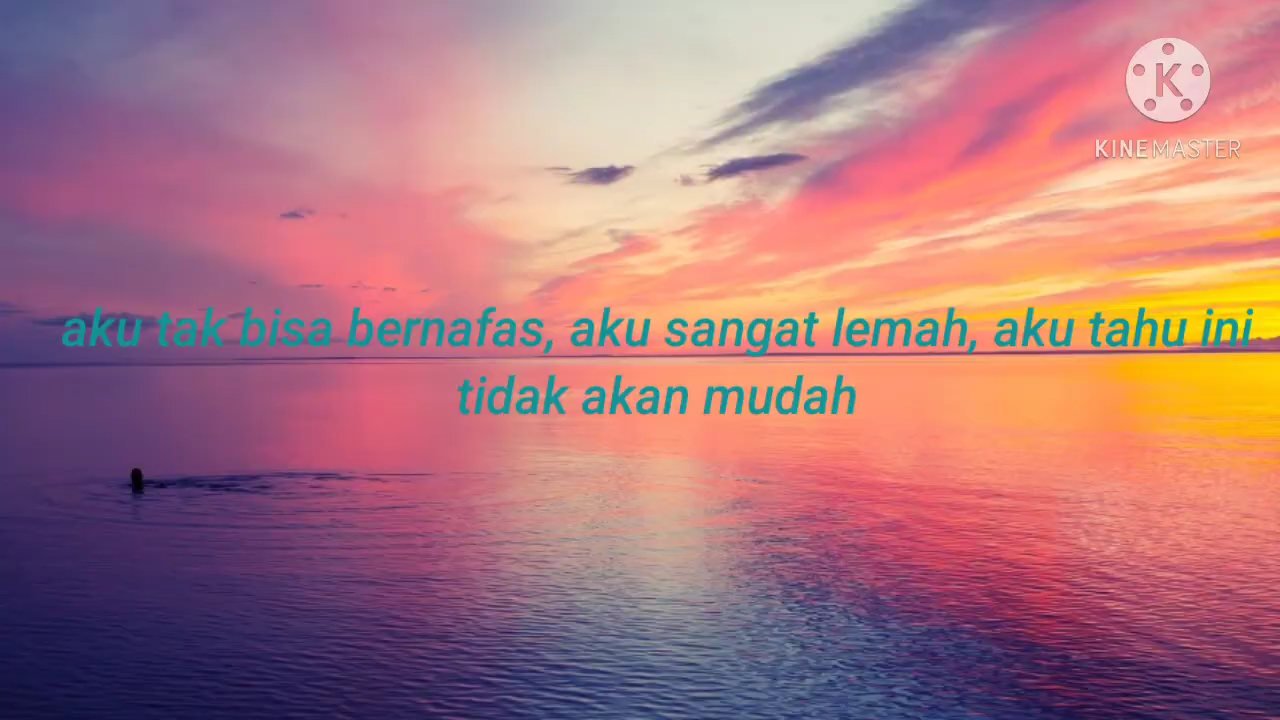 K
KINEMASTER
aku tak bisa bernafas, aku sangat lemah, aku tahu ini
tidak akan mudah